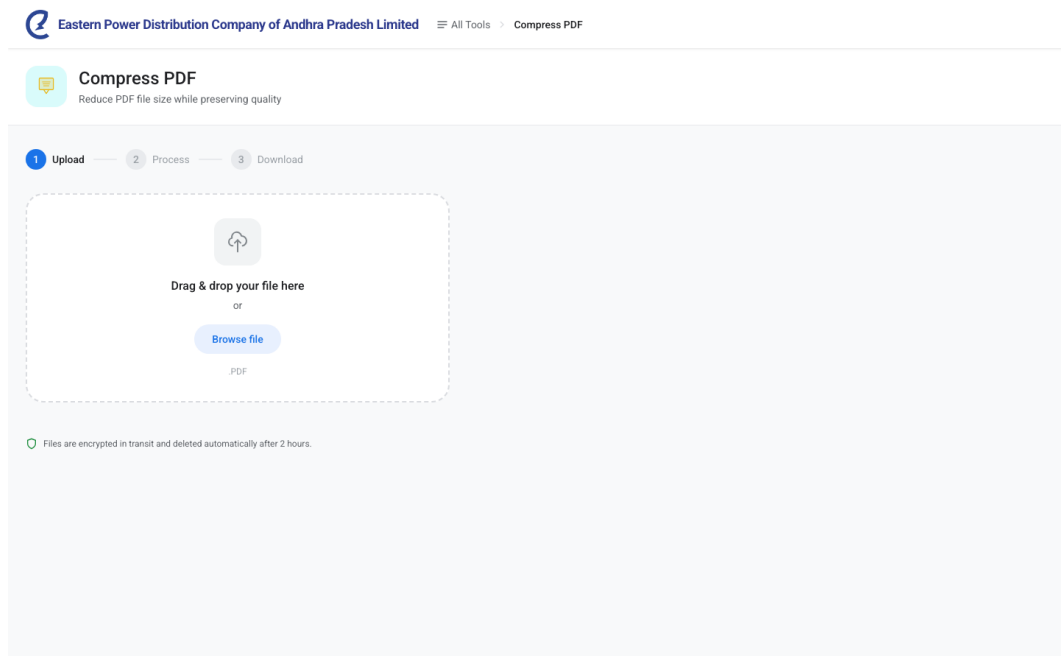 Eastern Power Distribution Company of Andhra Pradesh Limited All Tools > Compress PDF
Compress PDF
Reduce PDF file size while preserving quality
1 Upload 2 Process 3 Download
Drag & drop your file here
or
Browse file
.PDF
Files are encrypted in transit and deleted automatically after 2 hours.